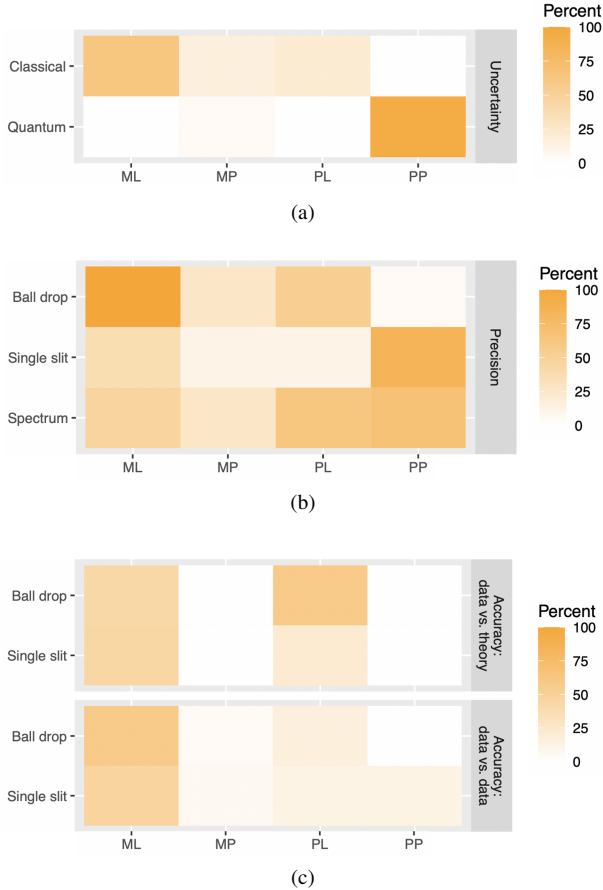 Percent
100
75
50
25
0
Classical
Quantum
Uncertainty
ML MP PL PP
(a)
Percent
100
75
50
25
0
Ball drop
Single slit
Spectrum
Precision
ML MP PL PP
(b)
Percent
100
75
50
25
0
Ball drop
Single slit
Accuracy:
data vs. theory
Ball drop
Single slit
Accuracy:
data vs. data
ML MP PL PP
(c)